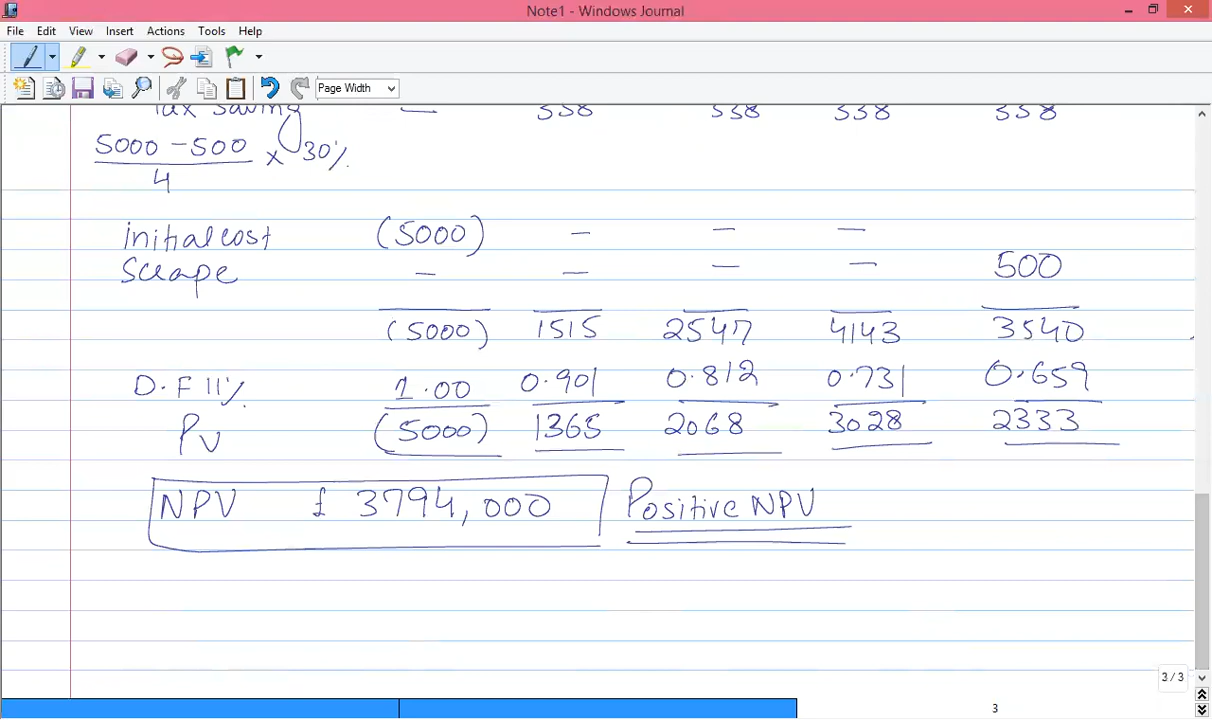 Note1 - Windows Journal
File Edit View Insert Actions Tools Help
Page Width
Tax Saving — 338 338 338 338
5000 - 500
4
x 30%
initial cost (5000) - - -
Scrape - - - - 500
(5000) 1515 2547 4143 3540
D.F 11% 1.00 0.901 0.812 0.731 0.659
PV (5000) 1365 2068 3028 2333
NPV £ 3794,000 Positive NPV
3 / 3
3